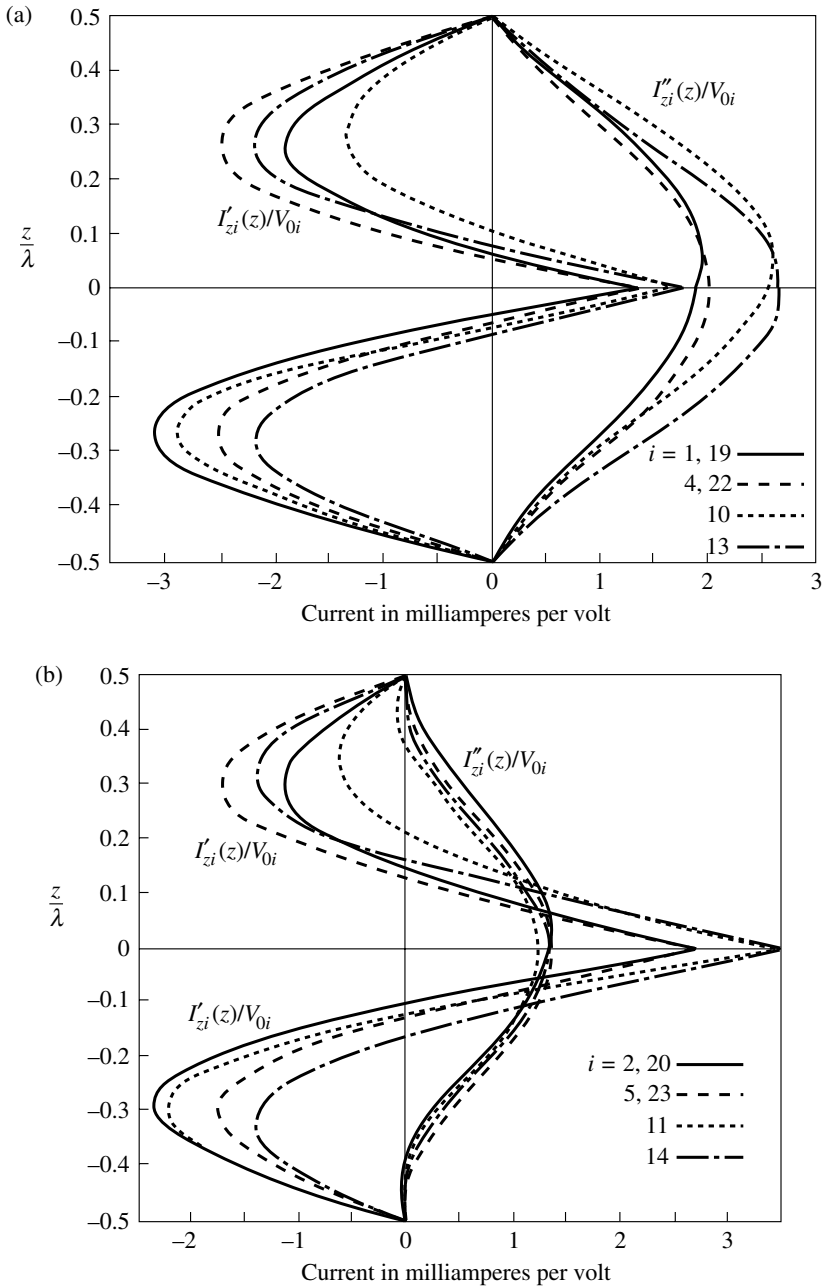 (a)
0.5
0.4
0.3
0.2
0.1
0
–0.1
–0.2
–0.3
–0.4
–0.5
z/λ
I″zi(z)/V0i
I′zi(z)/V0i
i = 1, 19
4, 22
10
13
–3 –2 –1 0 1 2 3
Current in milliamperes per volt
(b)
0.5
0.4
0.3
0.2
0.1
0
–0.1
–0.2
–0.3
–0.4
–0.5
z/λ
I″zi(z)/V0i
I′zi(z)/V0i
I′zi(z)/V0i
i = 2, 20
5, 23
11
14
–2 –1 0 1 2 3
Current in milliamperes per volt